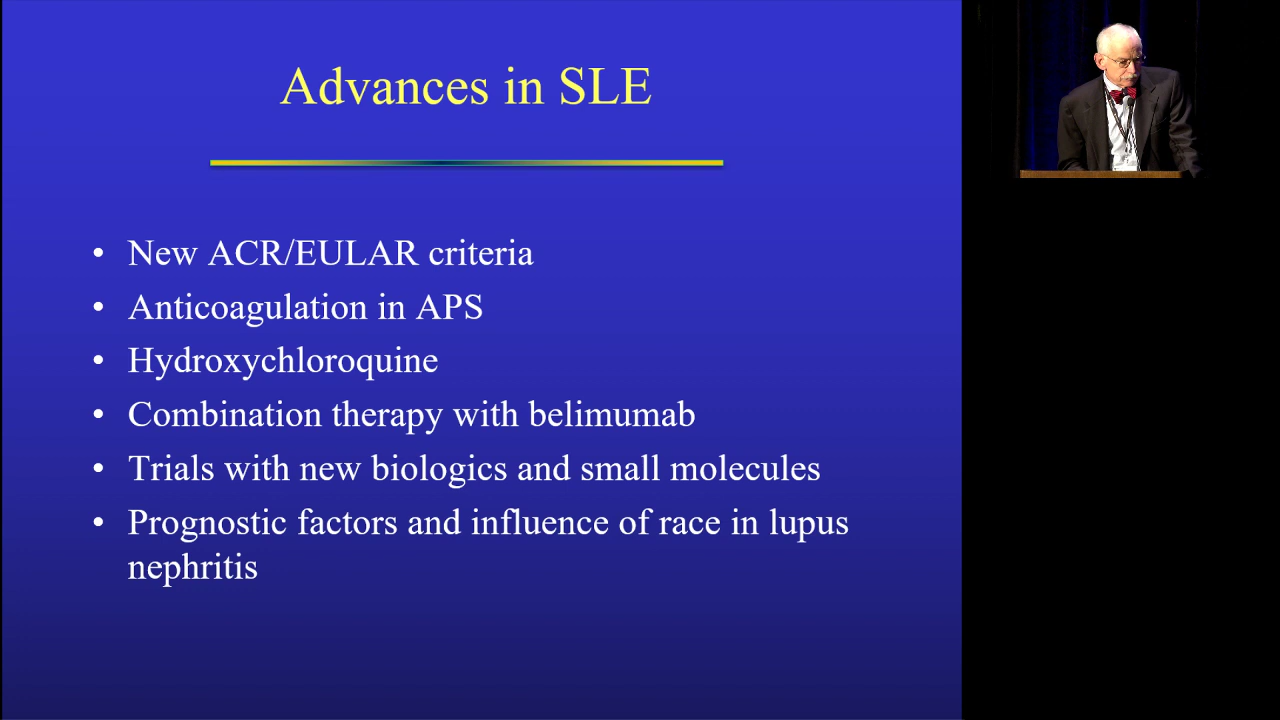 Advances in SLE
• New ACR/EULAR criteria
• Anticoagulation in APS
• Hydroxychloroquine
• Combination therapy with belimumab
• Trials with new biologics and small molecules
• Prognostic factors and influence of race in lupus
nephritis